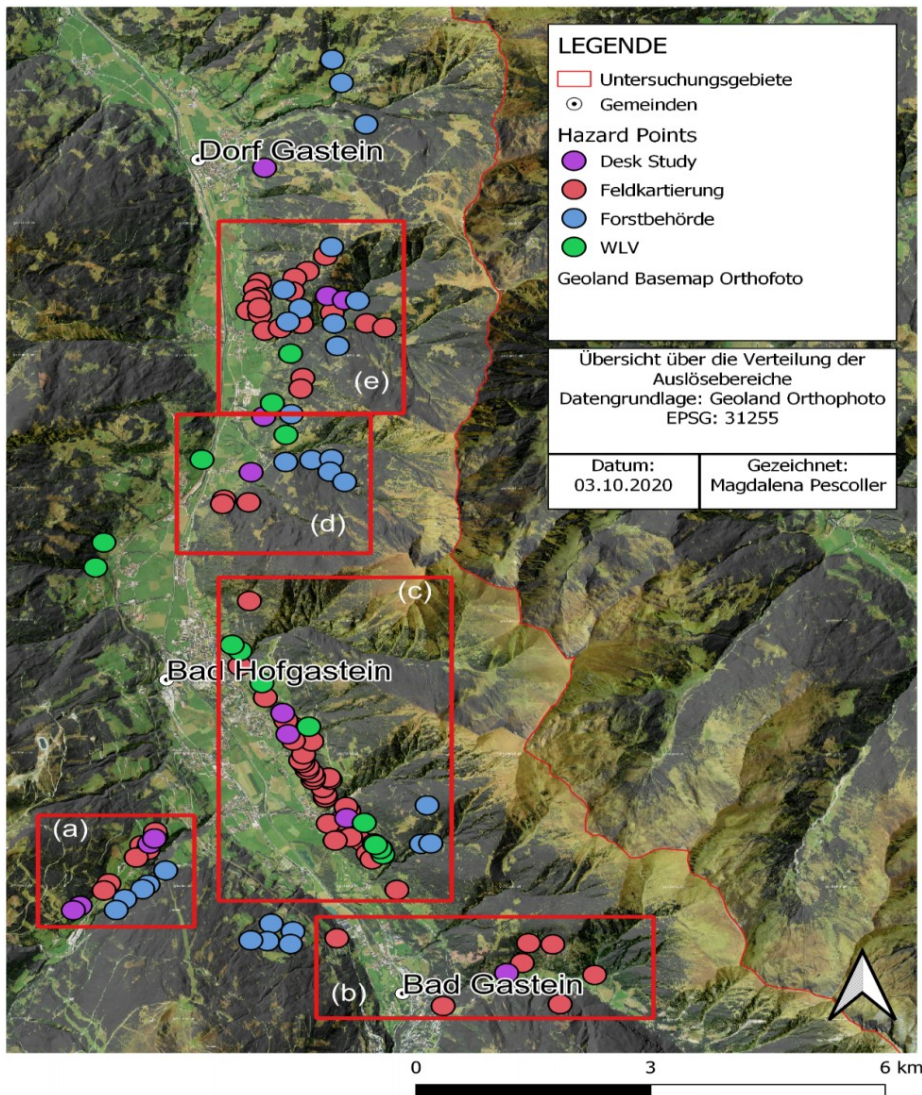 LEGENDE
Untersuchungsgebiete
Gemeinden
Hazard Points
Desk Study
Feldkartierung
Forstbehörde
WLV
Geoland Basemap Orthofoto
Übersicht über die Verteilung der
Auslösebereiche
Datengrundlage: Geoland Orthophoto
EPSG: 31255
Datum:
03.10.2020
Gezeichnet:
Magdalena Pescoller
Dorf Gastein
(e)
(d)
(c)
Bad Hofgastein
(a)
(b)
Bad Gastein
0
3
6 km